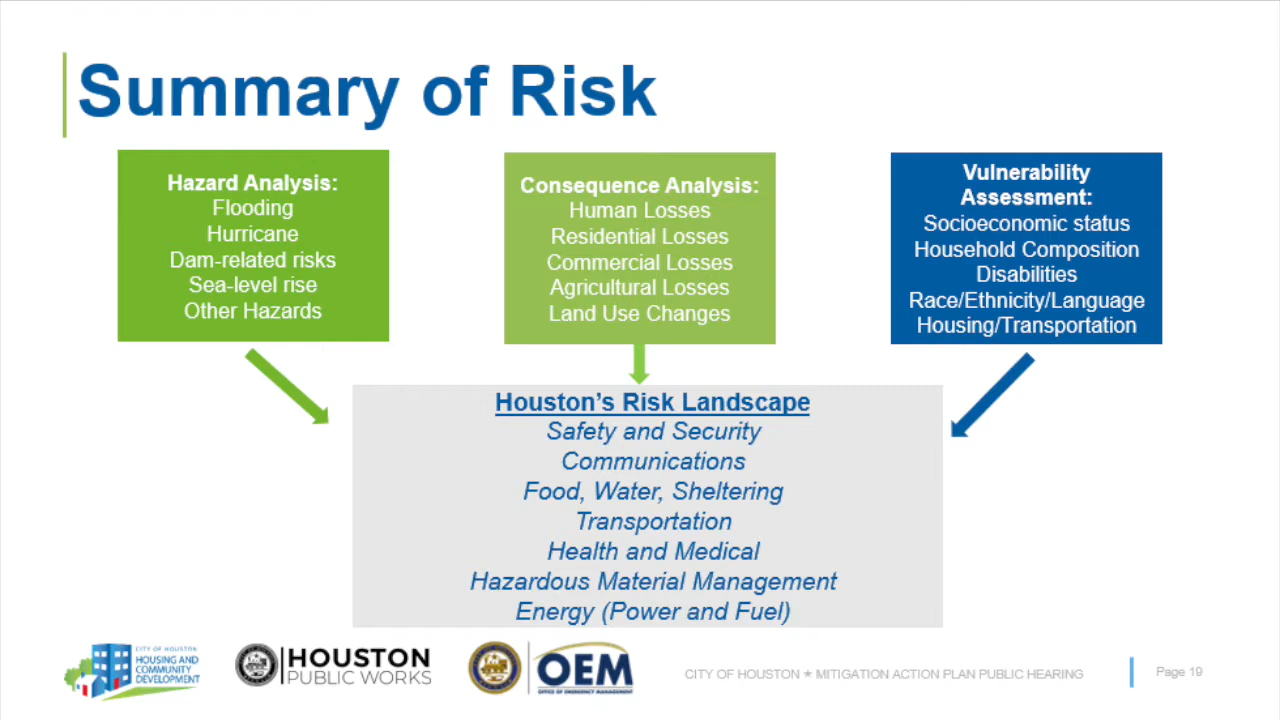 Summary of Risk
Hazard Analysis:
Flooding
Hurricane
Dam-related risks
Sea-level rise
Other Hazards
Consequence Analysis:
Human Losses
Residential Losses
Commercial Losses
Agricultural Losses
Land Use Changes
Vulnerability
Assessment:
Socioeconomic status
Household Composition
Disabilities
Race/Ethnicity/Language
Housing/Transportation
Houston's Risk Landscape
Safety and Security
Communications
Food, Water, Sheltering
Transportation
Health and Medical
Hazardous Material Management
Energy (Power and Fuel)
CITY OF HOUSTON
HOUSING AND
COMMUNITY
DEVELOPMENT
HOUSTON
PUBLIC WORKS
OEM
OFFICE OF EMERGENCY MANAGEMENT
CITY OF HOUSTON ★ MITIGATION ACTION PLAN PUBLIC HEARING
Page 19